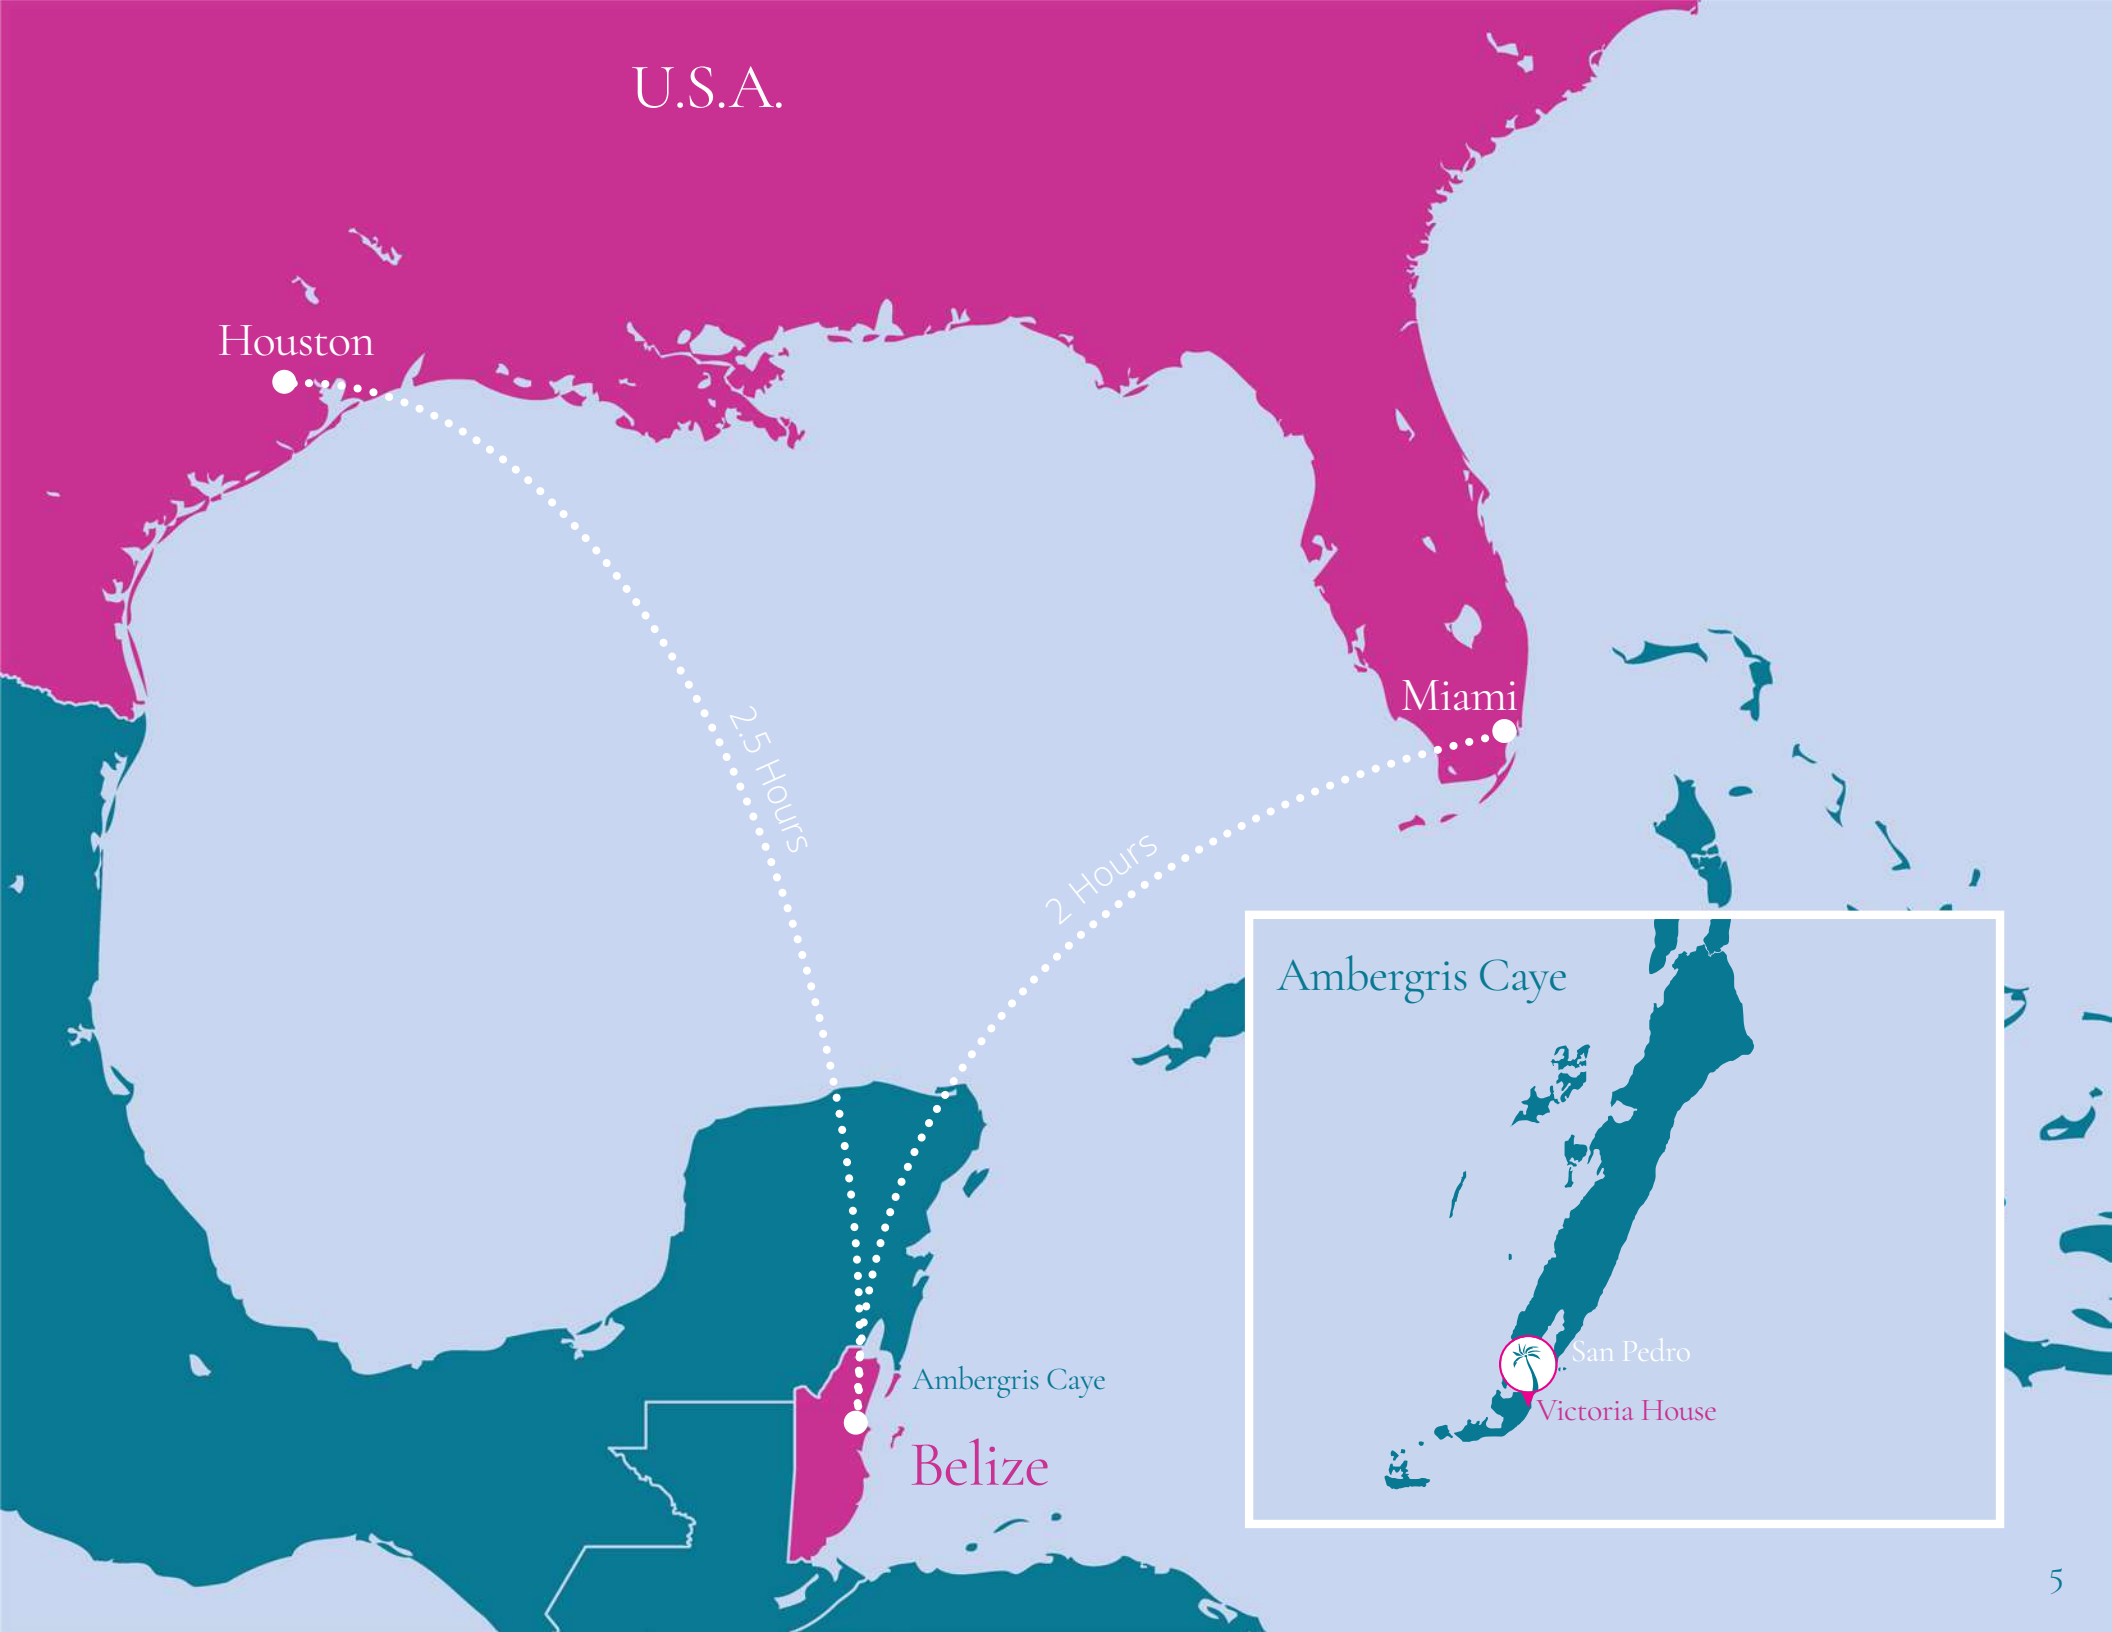 U.S.A.
Houston
Miami
2.5 Hours
2 Hours
Ambergris Caye
San Pedro
Victoria House
Ambergris Caye
Belize
5